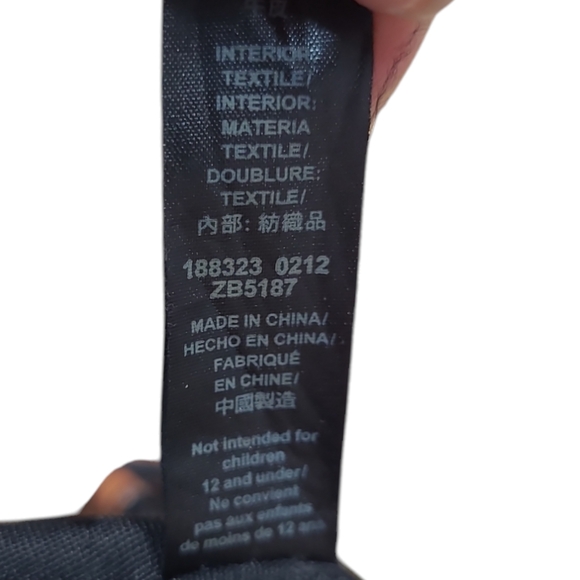 牛皮
INTERIOR:
TEXTILE/
INTERIOR:
MATERIA
TEXTILE/
DOUBLURE:
TEXTILE/
內部: 紡織品
188323 0212
ZB5187
MADE IN CHINA/
HECHO EN CHINA/
FABRIQUÉ
EN CHINE/
中國製造
Not intended for
children
12 and under/
Ne convient
pas aux enfants
de moins de 12 ans